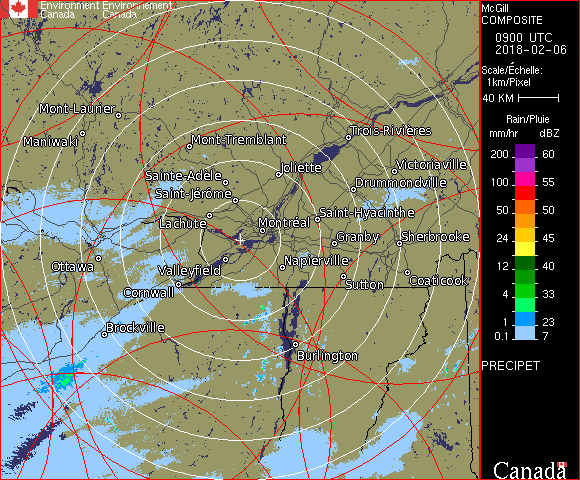 Environment Environnement
Canada Canada
McGill
COMPOSITE
0900 UTC
2018-02-06
Scale/Échelle:
1km/Pixel
40 KM
Rain/Pluie
mm/hr dBZ
200 60
155 55
100 55
50 50
24 45
12 40
4 33
1 23
0.1 7
PRECIPET
Canada
Mont-Laurier
Maniwaki
Mont-Tremblant
Trois-Rivières
Sainte-Adèle
Joliette
Victoriaville
Saint-Jérôme
Drummondville
Lachute
Montréal
Saint-Hyacinthe
Granby
Sherbrooke
Ottawa
Valleyfield
Napierville
Cornwall
Sutton
Coaticook
Brockville
Burlington